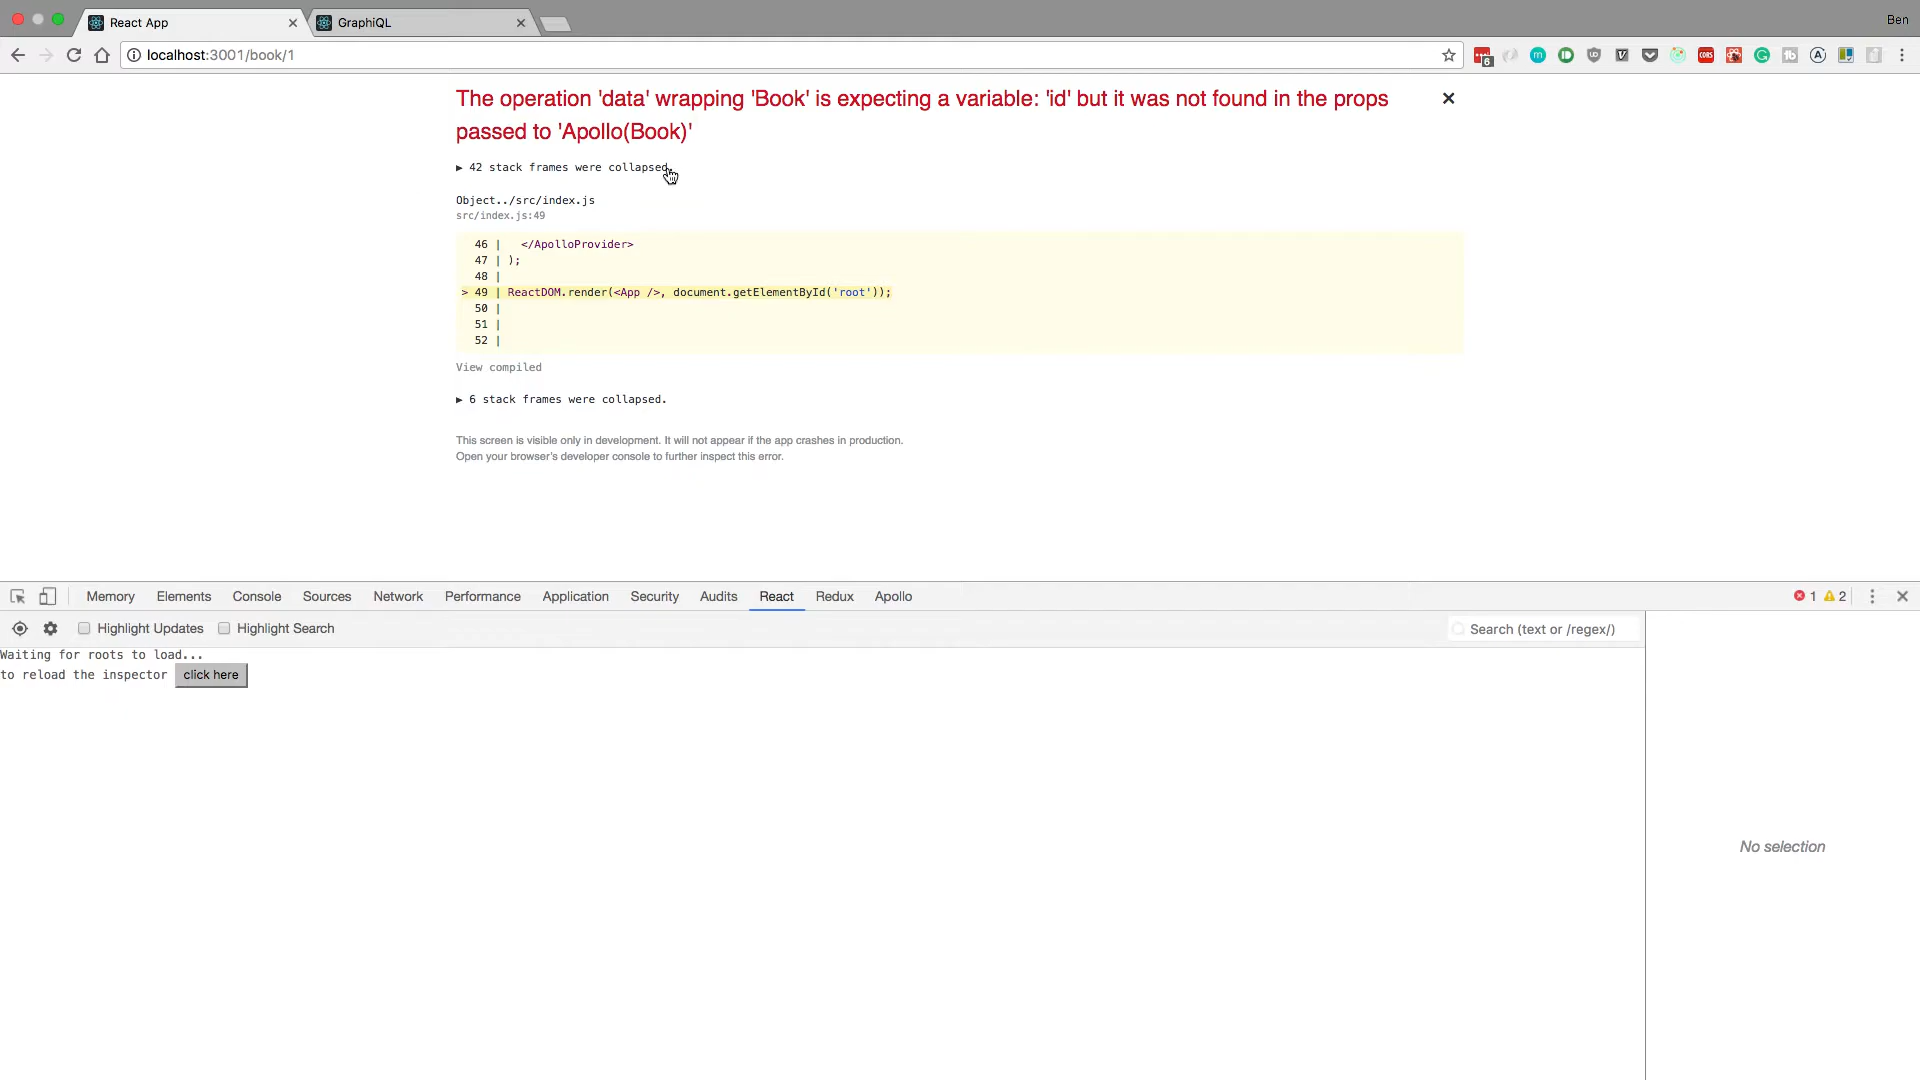 React App
GraphiQL
Ben
localhost:3001/book/1
6
The operation 'data' wrapping 'Book' is expecting a variable: 'id' but it was not found in the props
passed to 'Apollo(Book)'
▶ 42 stack frames were collapsed.
Object../src/index.js
src/index.js:49
46 |   </ApolloProvider>
47 | );
48 |
> 49 | ReactDOM.render(<App />, document.getElementById('root'));
50 |
51 |
52 |
View compiled
▶ 6 stack frames were collapsed.
This screen is visible only in development. It will not appear if the app crashes in production.
Open your browser's developer console to further inspect this error.
Memory Elements Console Sources Network Performance Application Security Audits React Redux Apollo 1 2
Highlight Updates Highlight Search Search (text or /regex/)
Waiting for roots to load...
to reload the inspector click here
No selection